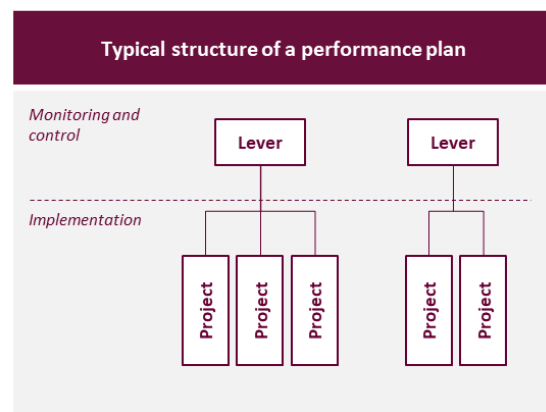 Typical structure of a performance plan
Monitoring and
control
Lever
Lever
Implementation
Project
Project
Project
Project
Project